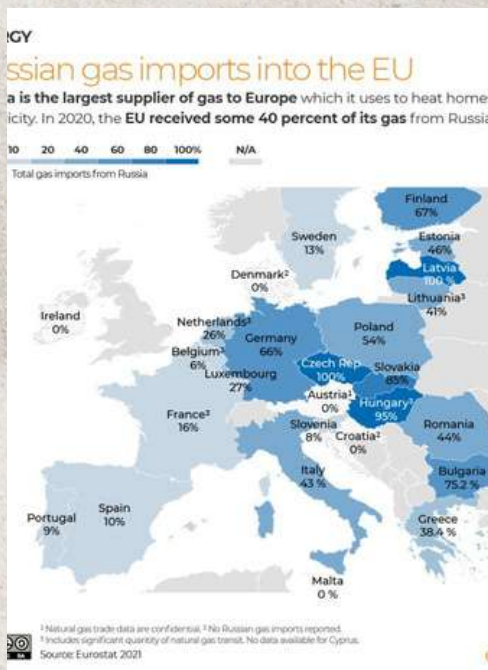 RGY
ssian gas imports into the EU
a is the largest supplier of gas to Europe which it uses to heat home
icity. In 2020, the EU received some 40 percent of its gas from Russia
10 20 40 60 80 100% N/A
Total gas imports from Russia
Finland
67%
Sweden
13%
Estonia
46%
Latvia
100 %
Denmark²
0%
Lithuania³
41%
Ireland
0%
Netherlands³
26%
Germany
66%
Poland
54%
Belgium³
6%
Czech Rep
100%
Slovakia
85%
Luxembourg
27%
Austria¹
0%
Hungary³
95%
France²
16%
Slovenia
8%
Croatia²
0%
Romania
44%
Italy
43 %
Bulgaria
75.2 %
Portugal
9%
Spain
10%
Greece
38.4 %
Malta
0 %
¹ Natural gas trade data are confidential. ² No Russian gas imports reported.
³ Includes significant quantity of natural gas transit. No data available for Cyprus.
Source: Eurostat 2021